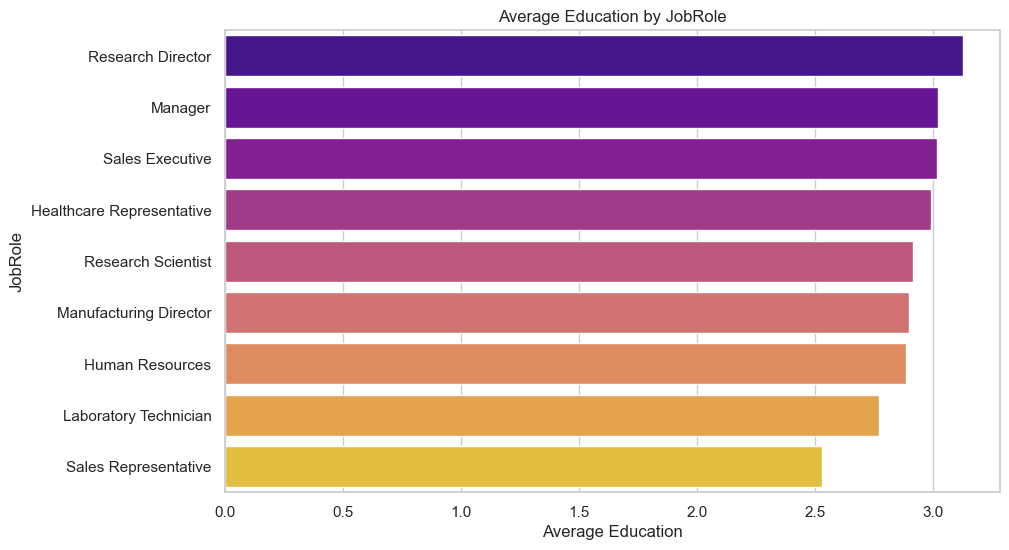 Average Education by JobRole
Research Director
Manager
Sales Executive
Healthcare Representative
Research Scientist
Manufacturing Director
Human Resources
Laboratory Technician
Sales Representative
JobRole
0.0 0.5 1.0 1.5 2.0 2.5 3.0
Average Education